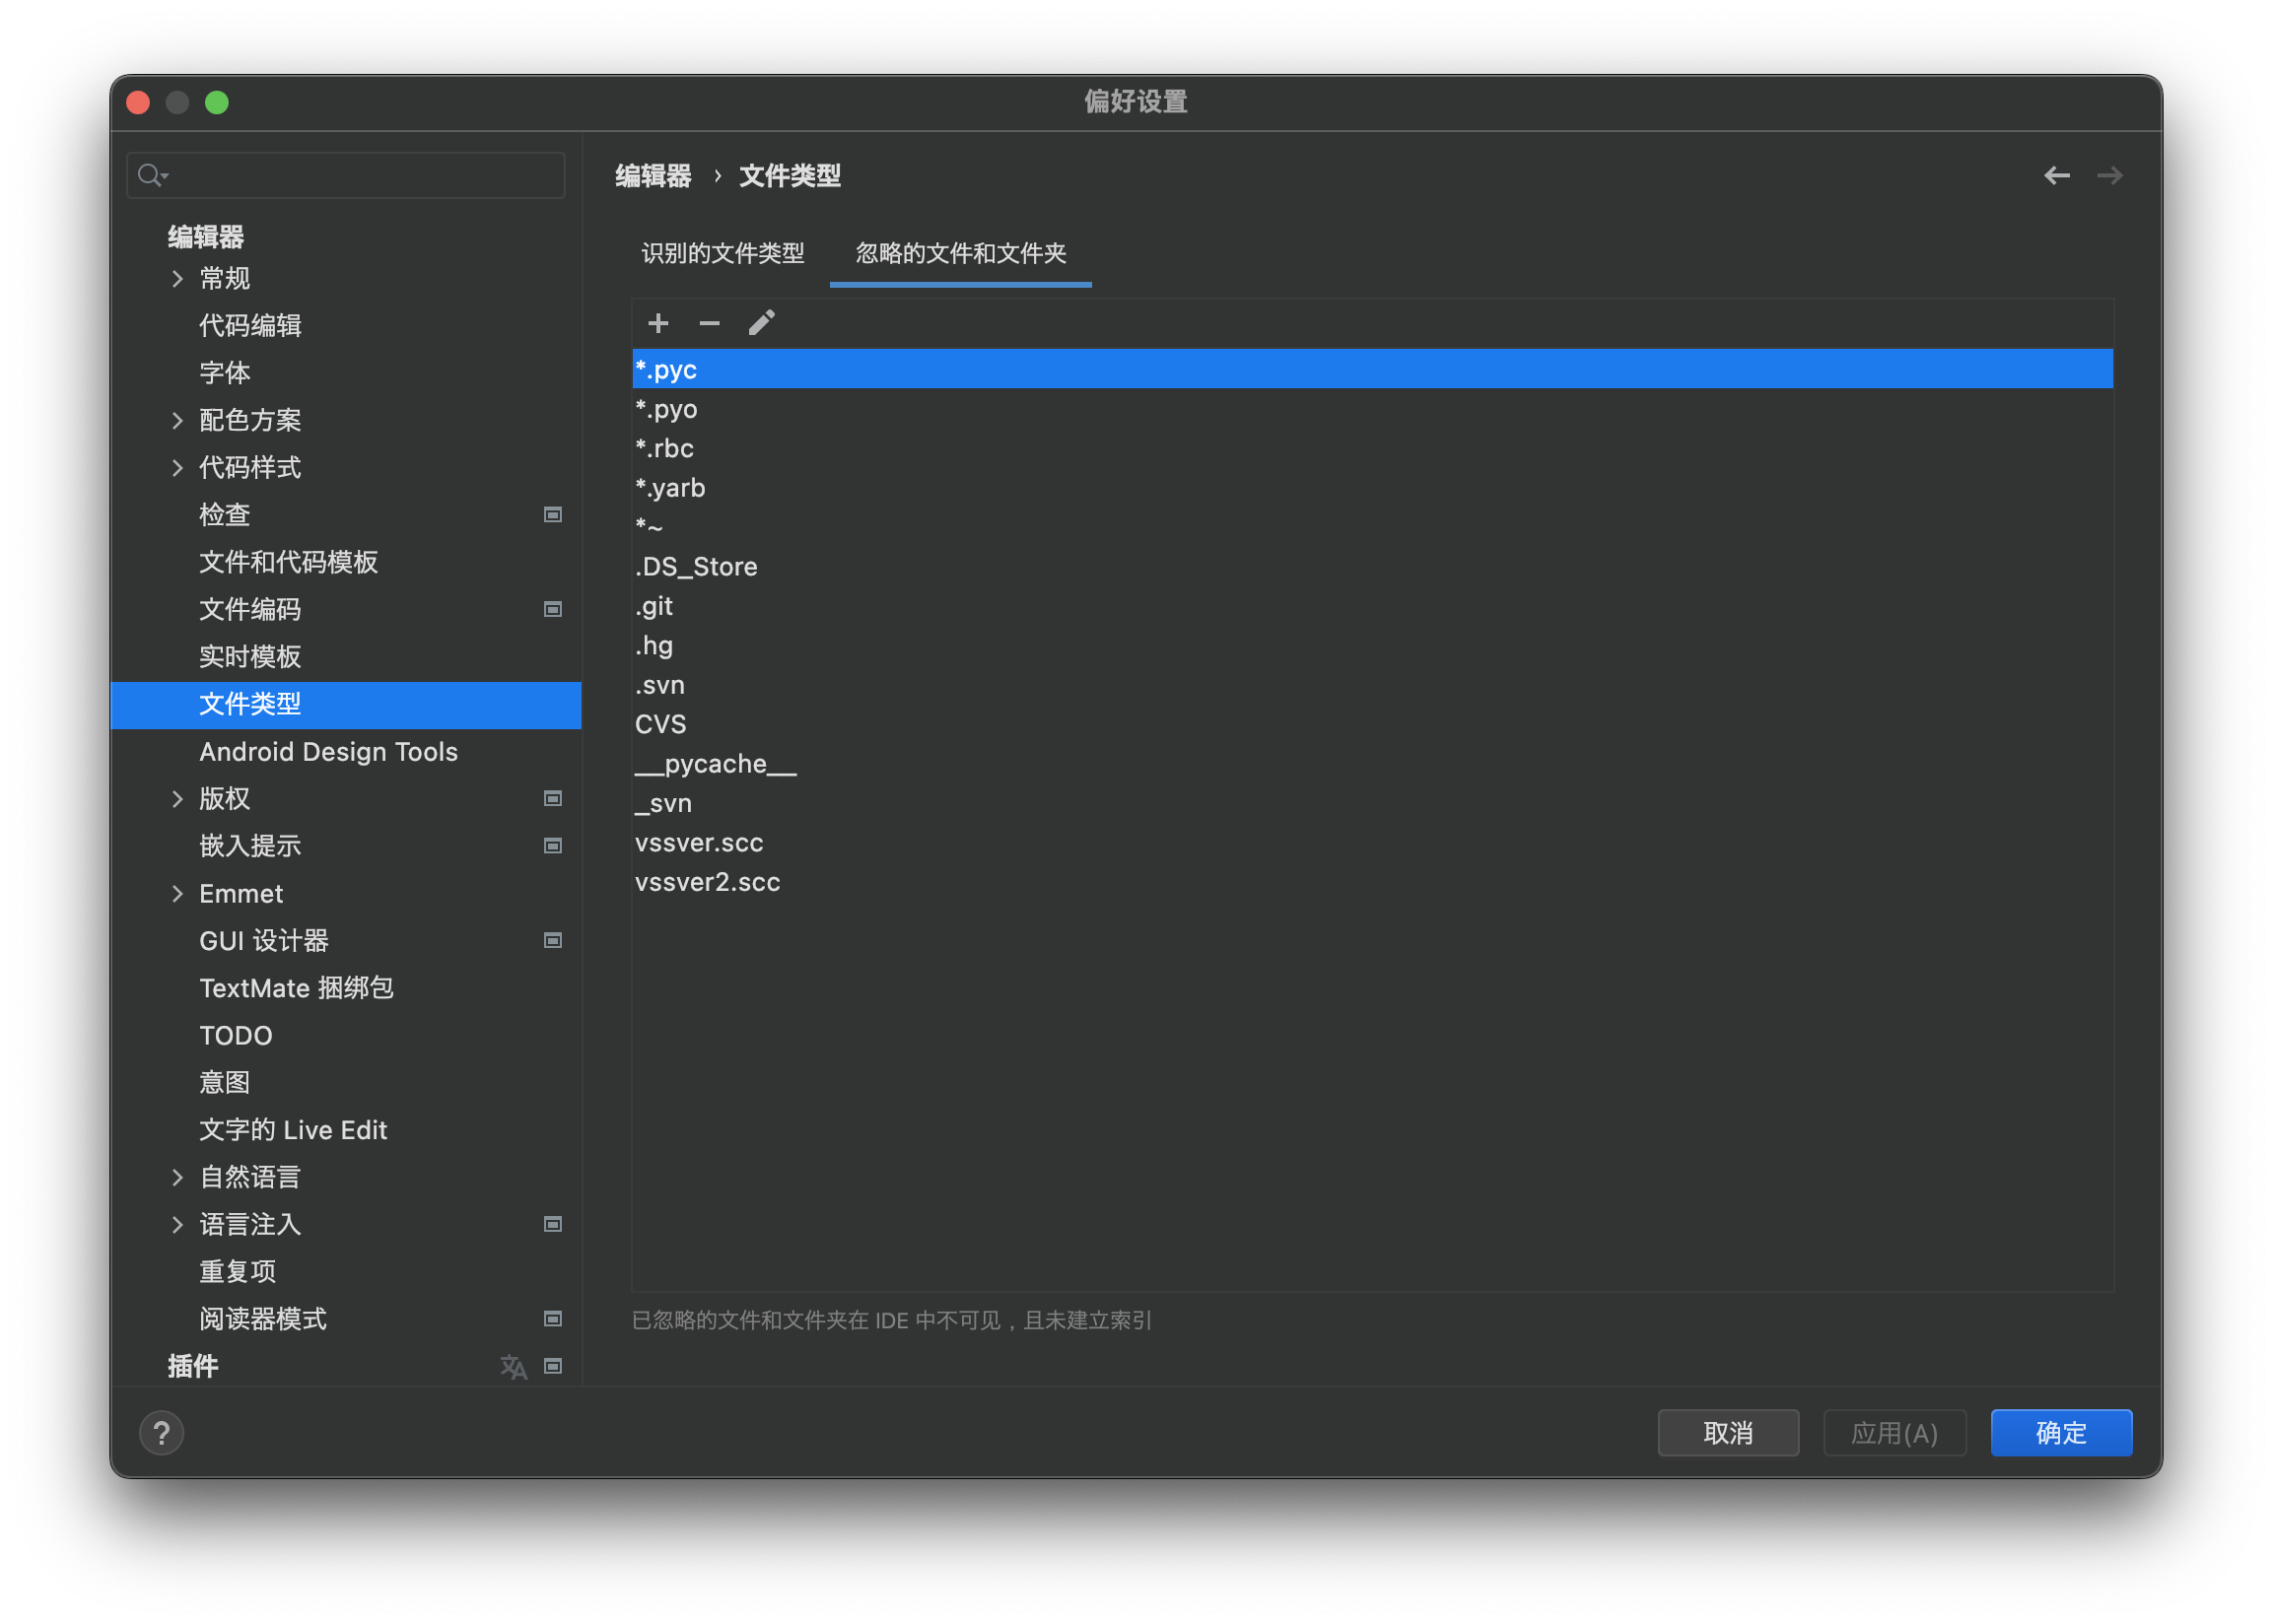 偏好设置
编辑器
常规
代码编辑
字体
配色方案
代码样式
检查
文件和代码模板
文件编码
实时模板
文件类型
Android Design Tools
版权
嵌入提示
Emmet
GUI 设计器
TextMate 捆绑包
TODO
意图
文字的 Live Edit
自然语言
语言注入
重复项
阅读器模式
插件
编辑器 › 文件类型
识别的文件类型
忽略的文件和文件夹
*.pyc
*.pyo
*.rbc
*.yarb
*~
.DS_Store
.git
.hg
.svn
CVS
__pycache__
_svn
vssver.scc
vssver2.scc
已忽略的文件和文件夹在 IDE 中不可见，且未建立索引
?
取消
应用(A)
确定